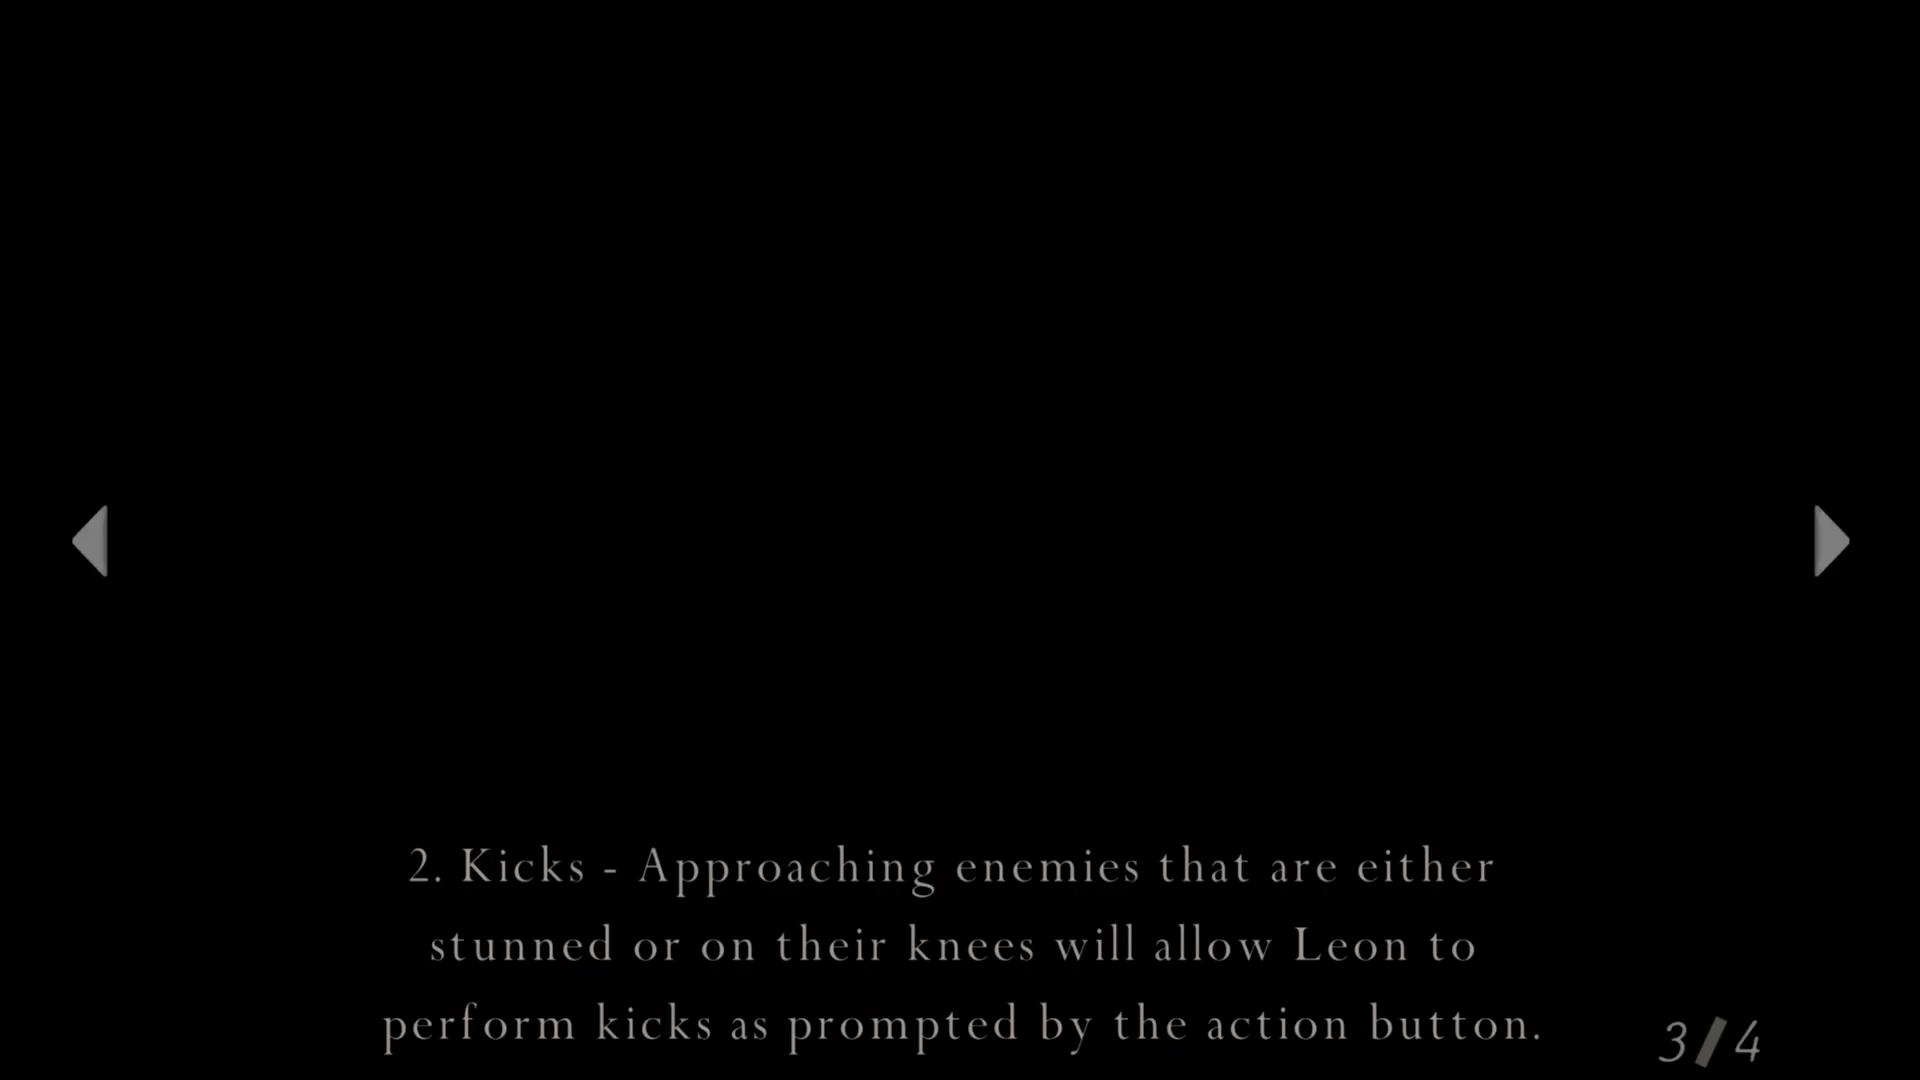 2. Kicks - Approaching enemies that are either
stunned or on their knees will allow Leon to
perform kicks as prompted by the action button.
3/4